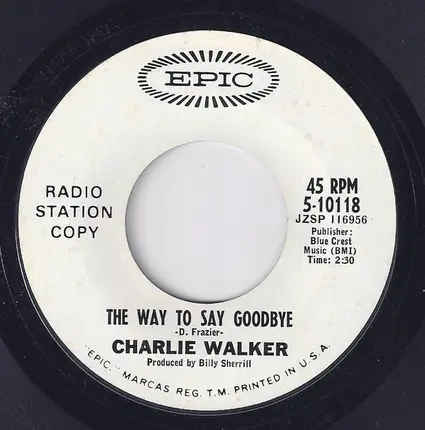 EPIC
RADIO
STATION
COPY
45 RPM
5-10118
JZSP 116956
Publisher:
Blue Crest
Music (BMI)
Time: 2:30
THE WAY TO SAY GOODBYE
-D. Frazier-
CHARLIE WALKER
Produced by Billy Sherrill
"EPIC," MARCAS REG. T.M. PRINTED IN U.S.A.